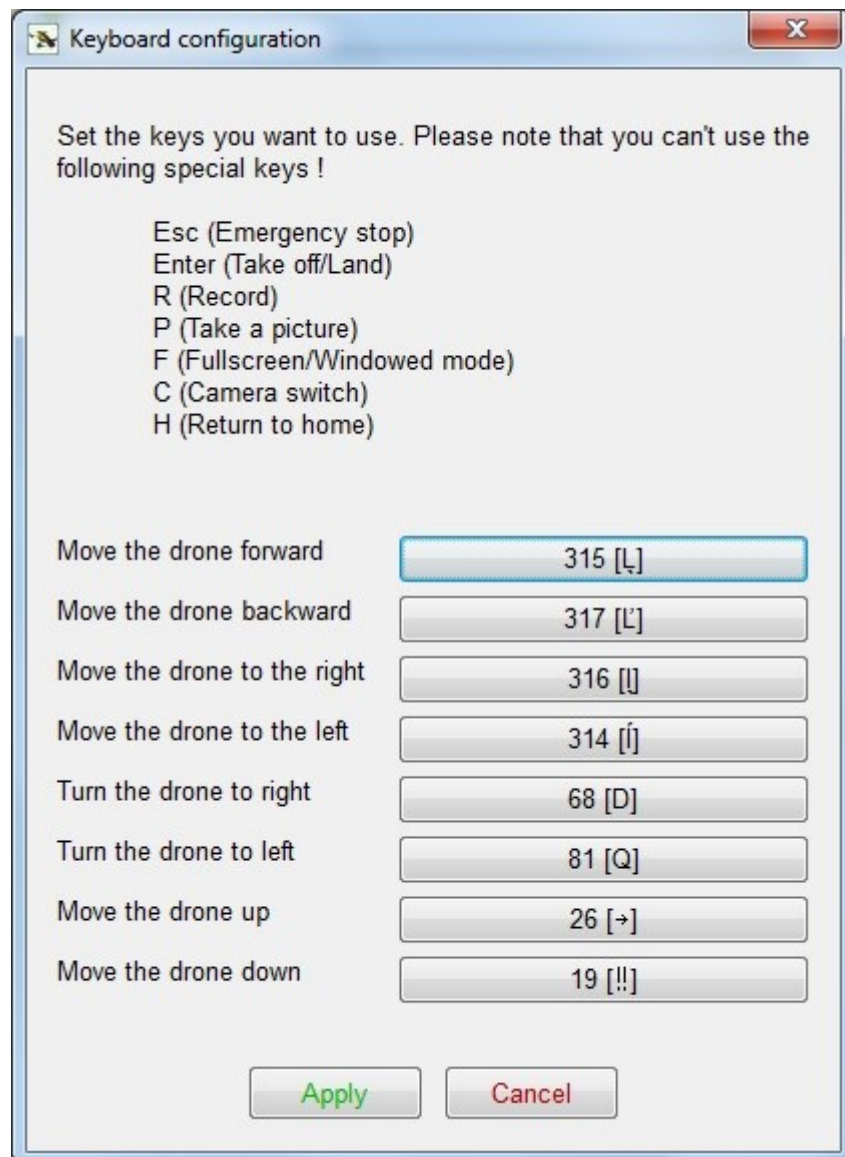 Keyboard configuration
Set the keys you want to use. Please note that you can't use the
following special keys !
Esc (Emergency stop)
Enter (Take off/Land)
R (Record)
P (Take a picture)
F (Fullscreen/Windowed mode)
C (Camera switch)
H (Return to home)
Move the drone forward 315 [Ļ]
Move the drone backward 317 [Ľ]
Move the drone to the right 316 [ļ]
Move the drone to the left 314 [ĺ]
Turn the drone to right 68 [D]
Turn the drone to left 81 [Q]
Move the drone up 26 [→]
Move the drone down 19 [‼]
Apply Cancel